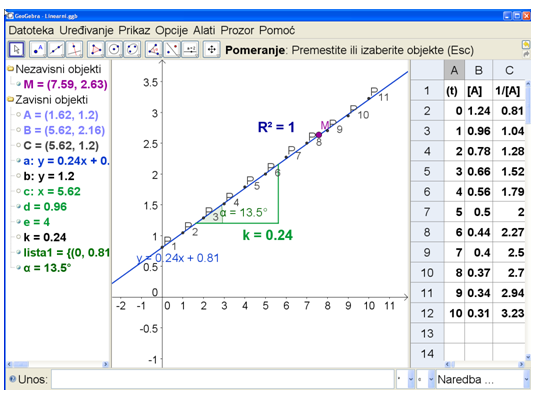 GeoGebra - Linearni.ggb
Datoteka Uređivanje Prikaz Opcije Alati Prozor Pomoć
Pomeranje: Premestite ili izaberite objekte (Esc)
Nezavisni objekti
M = (7.59, 2.63)
Zavisni objekti
A = (1.62, 1.2)
B = (5.62, 2.16)
C = (5.62, 1.2)
a: y = 0.24x + 0.
b: y = 1.2
c: x = 5.62
d = 0.96
e = 4
k = 0.24
lista1 = {(0, 0.81
α = 13.5°
3.5
3
2.5
2
1.5
1
0.5
0
-0.5
-1
-2 -1 0 1 2 3 4 5 6 7 8 9 10 11
R² = 1
M
P1
P2
P3
P4
P5
P6
P7
P8
P9
P10
P11
α = 13.5°
k = 0.24
y = 0.24x + 0.81
A B C
1 (t) [A] 1/[A]
2 0 1.24 0.81
3 1 0.96 1.04
4 2 0.78 1.28
5 3 0.66 1.52
6 4 0.56 1.79
7 5 0.5 2
8 6 0.44 2.27
9 7 0.4 2.5
10 8 0.37 2.7
11 9 0.34 2.94
12 10 0.31 3.23
13
14
Unos:
Naredba ...